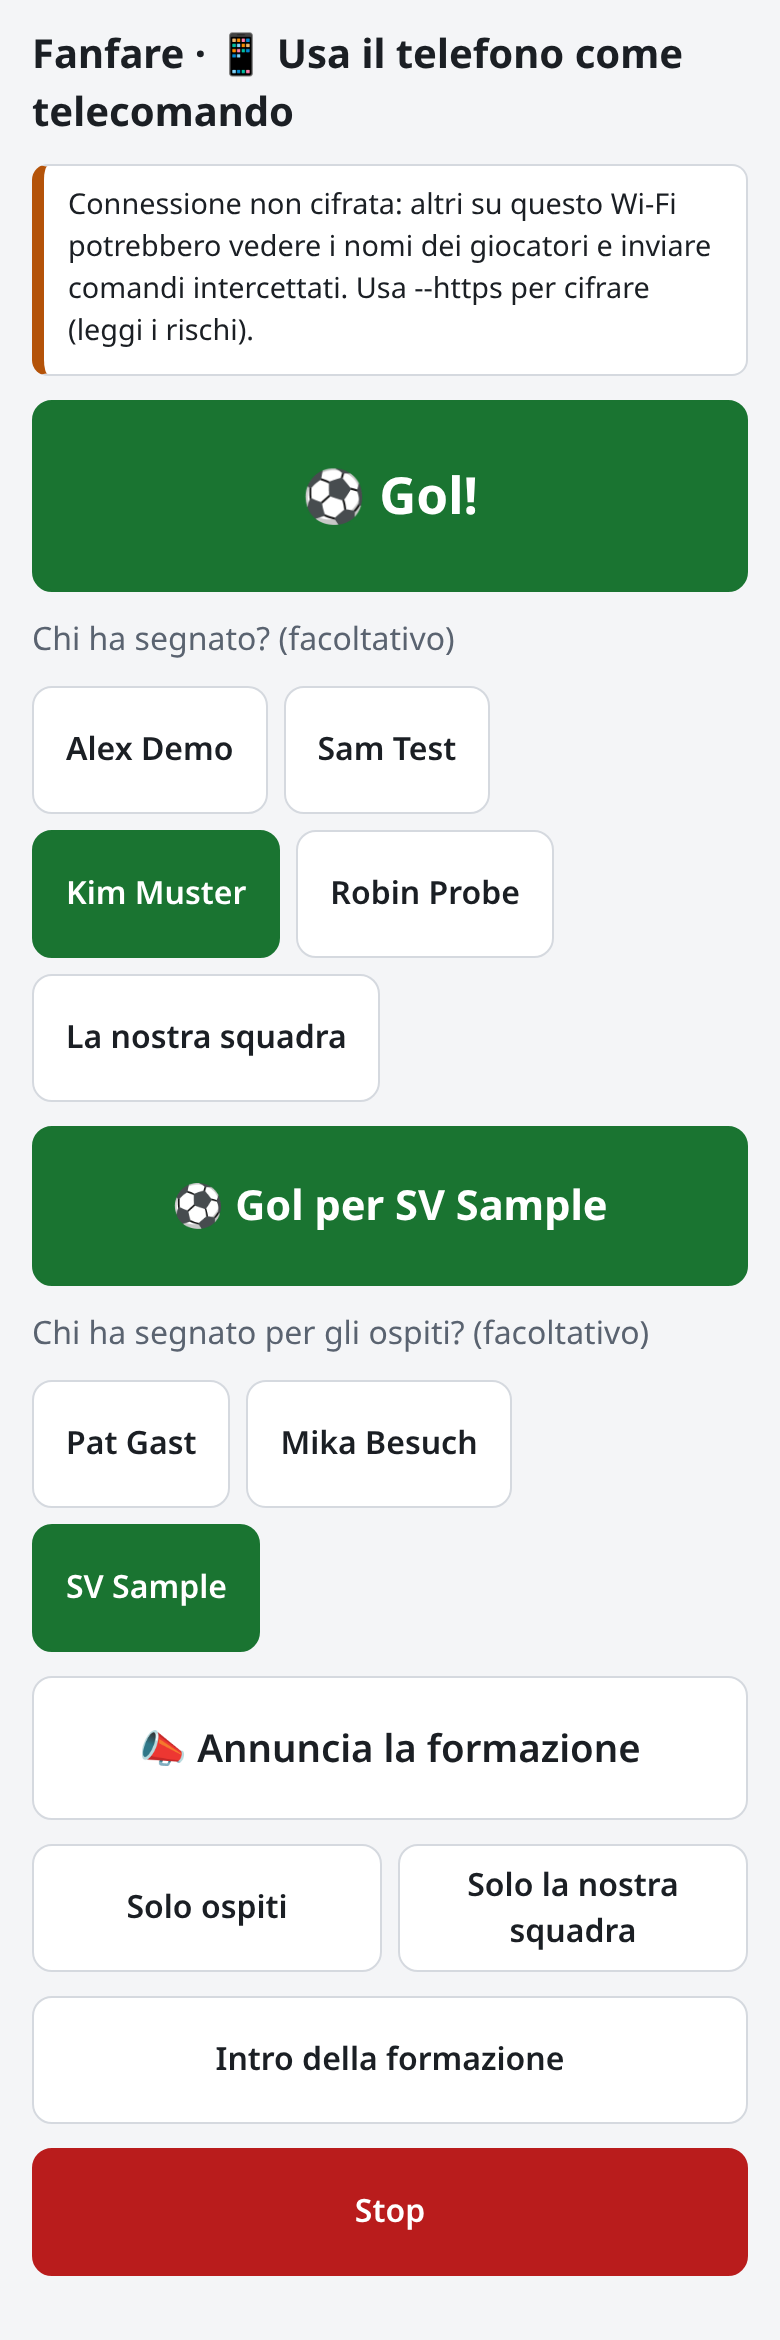 Fanfare · 📱 Usa il telefono come
telecomando
Connessione non cifrata: altri su questo Wi-Fi
potrebbero vedere i nomi dei giocatori e inviare
comandi intercettati. Usa --https per cifrare
(leggi i rischi).
⚽ Gol!
Chi ha segnato? (facoltativo)
Alex Demo
Sam Test
Kim Muster
Robin Probe
La nostra squadra
⚽ Gol per SV Sample
Chi ha segnato per gli ospiti? (facoltativo)
Pat Gast
Mika Besuch
SV Sample
📣 Annuncia la formazione
Solo ospiti
Solo la nostra
squadra
Intro della formazione
Stop